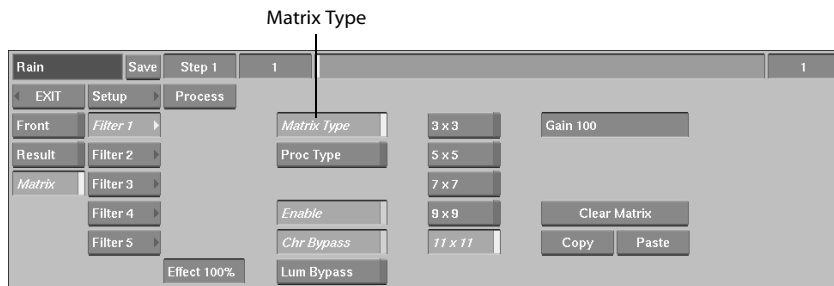 Matrix Type
Rain Save Step 1 1 1
EXIT Setup Process
Front Filter 1 Matrix Type 3 x 3 Gain 100
Result Filter 2 Proc Type 5 x 5
Matrix Filter 3 7 x 7
Filter 4 Enable 9 x 9 Clear Matrix
Filter 5 Chr Bypass 11 x 11 Copy Paste
Effect 100% Lum Bypass